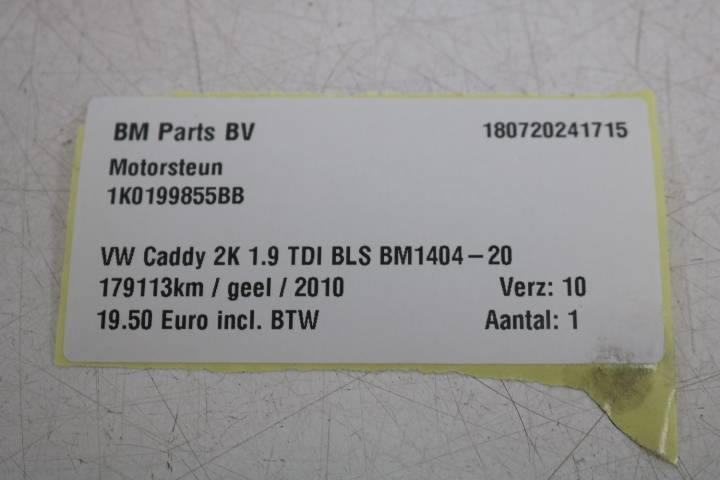 BM Parts BV 180720241715
Motorsteun
1K0199855BB
VW Caddy 2K 1.9 TDI BLS BM1404-20
179113km / geel / 2010 Verz: 10
19.50 Euro incl. BTW Aantal: 1